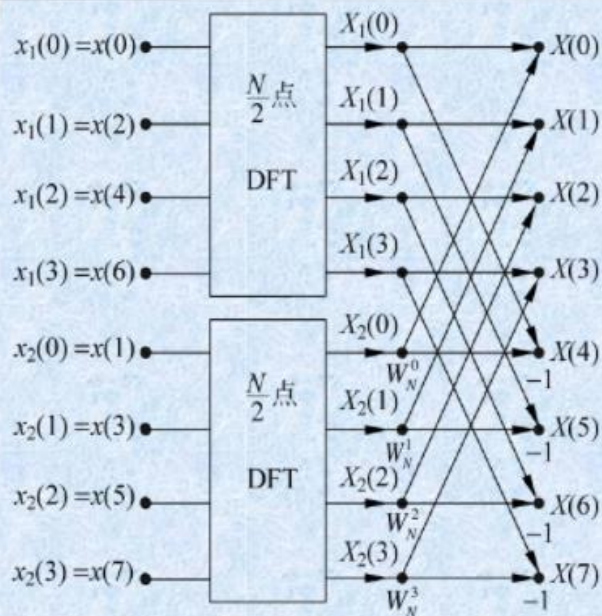 x₁(0) =x(0)
x₁(1) =x(2)
x₁(2) =x(4)
x₁(3) =x(6)
x₂(0) =x(1)
x₂(1) =x(3)
x₂(2) =x(5)
x₂(3) =x(7)
N/2 点
DFT
N/2 点
DFT
X₁(0)
X₁(1)
X₁(2)
X₁(3)
X₂(0)
W_N^0
X₂(1)
W_N^1
X₂(2)
W_N^2
X₂(3)
W_N^3
X(0)
X(1)
X(2)
X(3)
X(4)
−1
X(5)
−1
X(6)
−1
X(7)
−1